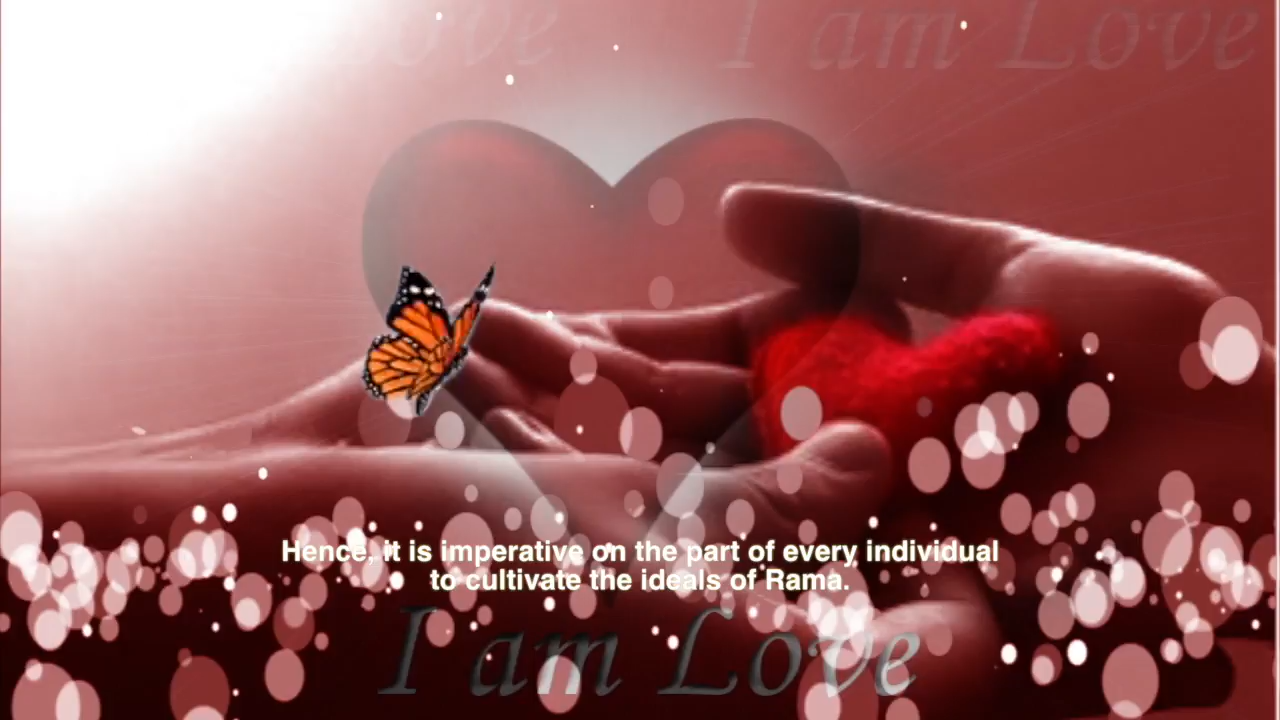 Love I am Love
Hence, it is imperative on the part of every individual
to cultivate the ideals of Rama.
I am Love